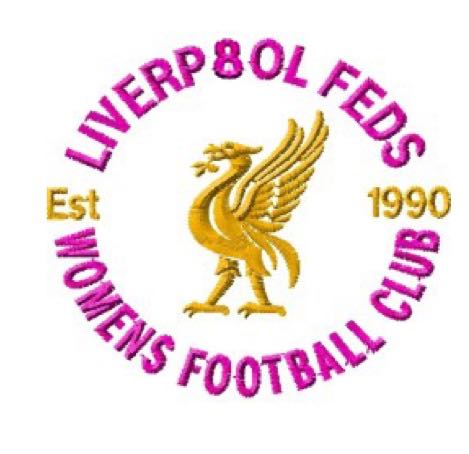 LIVERP8OL FEDS
Est 1990
WOMENS FOOTBALL CLUB